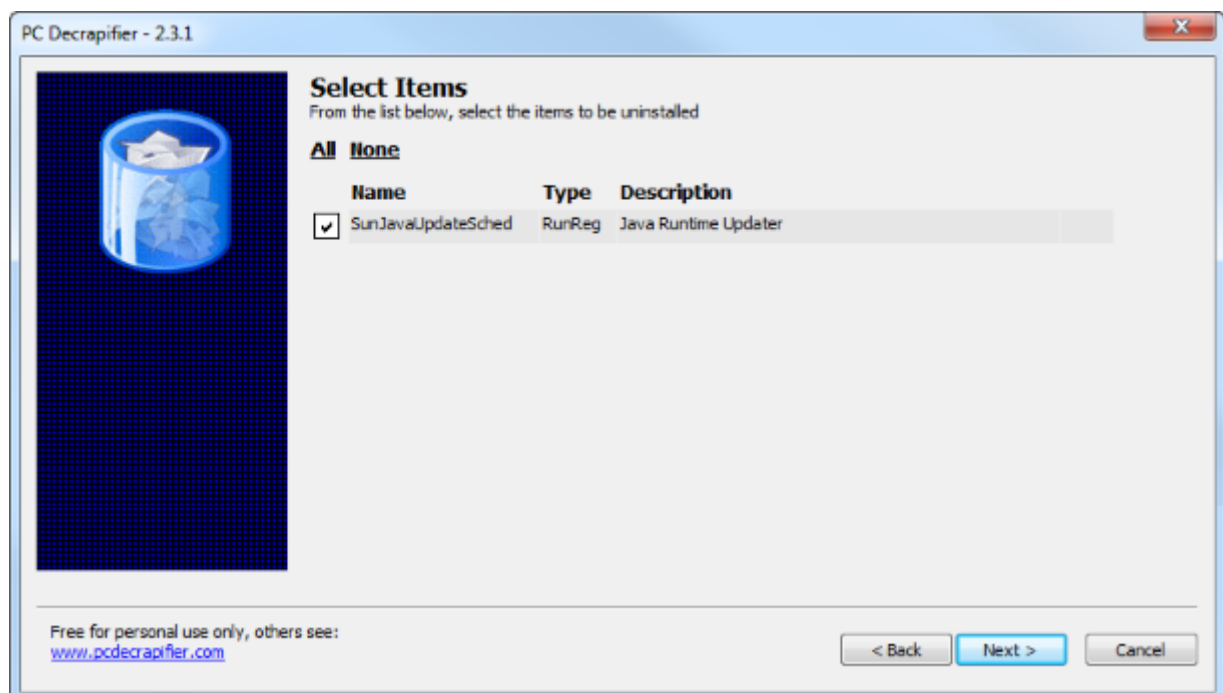 PC Decrapifier - 2.3.1
Select Items
From the list below, select the items to be uninstalled
All None
Name Type Description
SunJavaUpdateSched RunReg Java Runtime Updater
Free for personal use only, others see:
www.pcdecrapifier.com
< Back Next > Cancel